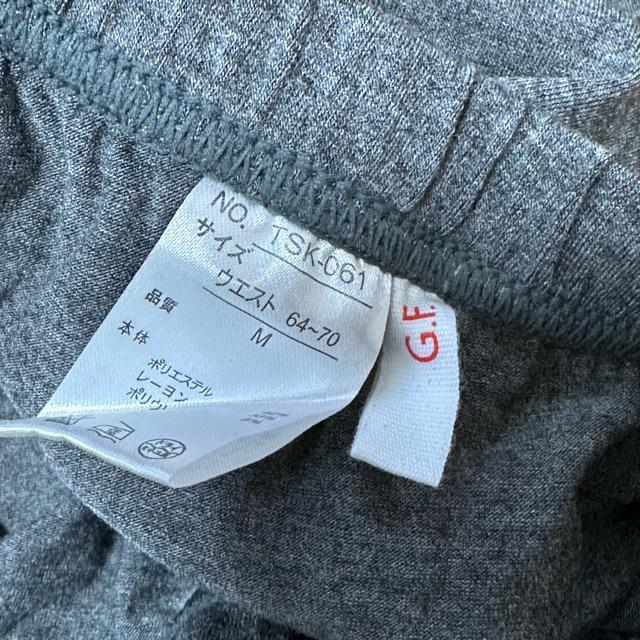 NO. TSK-061
サイズ
ウエスト 64~70
M
品質
本体
ポリエステル
レーヨン
G.F